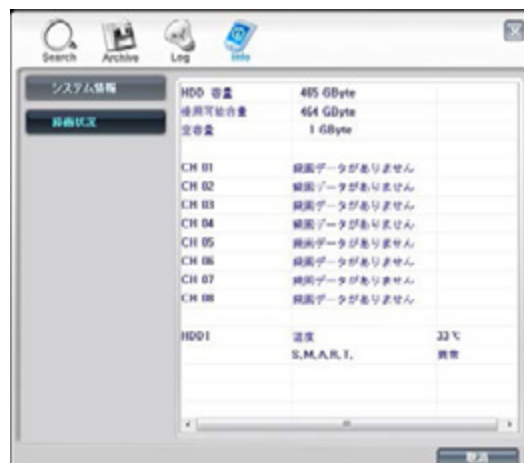 Search Archive Log Info
システム情報
録画状況
HDD 容量 465 GByte
使用可能容量 464 GByte
空容量 1 GByte
CH 01 録画データがありません
CH 02 録画データがありません
CH 03 録画データがありません
CH 04 録画データがありません
CH 05 録画データがありません
CH 06 録画データがありません
CH 07 録画データがありません
CH 08 録画データがありません
HDD1 温度 33 ℃
S.M.A.R.T. 異常
取消